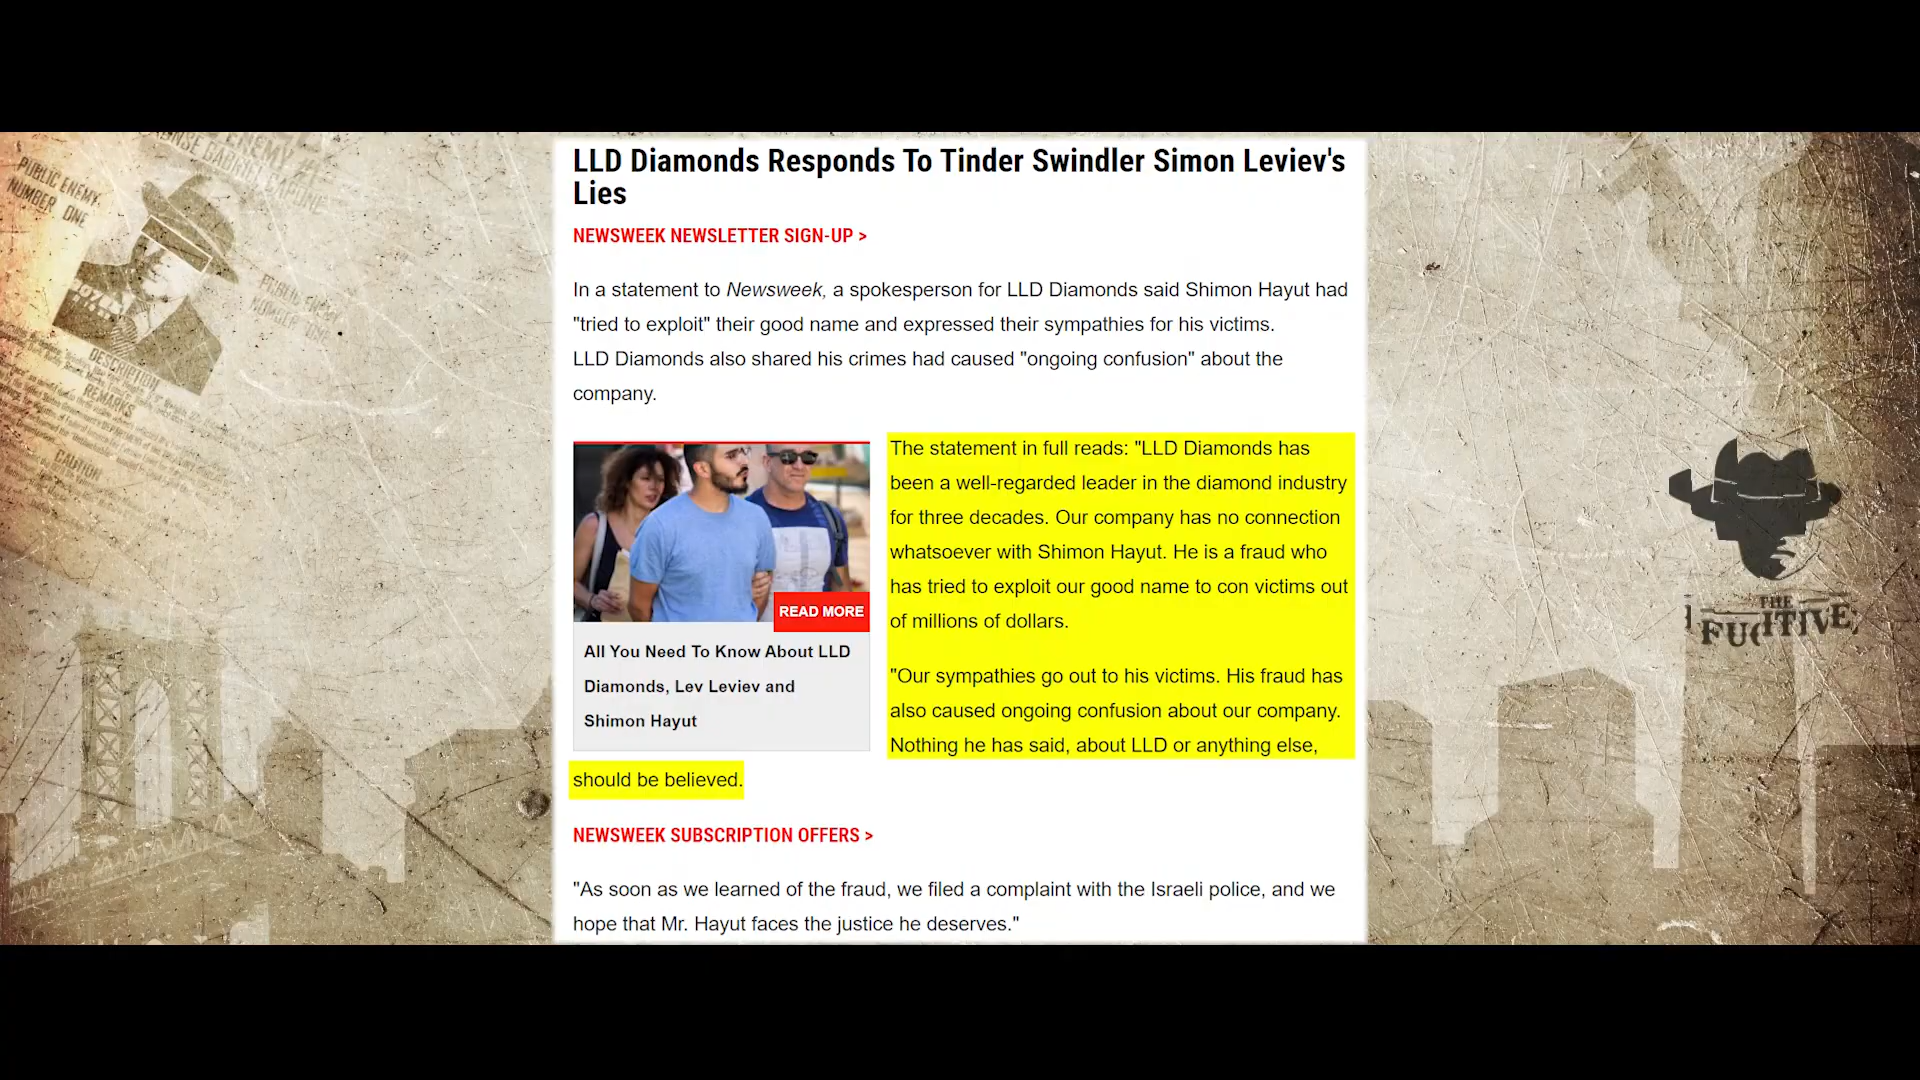 LLD Diamonds Responds To Tinder Swindler Simon Leviev's
Lies
NEWSWEEK NEWSLETTER SIGN-UP >
In a statement to Newsweek, a spokesperson for LLD Diamonds said Shimon Hayut had
"tried to exploit" their good name and expressed their sympathies for his victims.
LLD Diamonds also shared his crimes had caused "ongoing confusion" about the
company.
READ MORE
All You Need To Know About LLD
Diamonds, Lev Leviev and
Shimon Hayut
The statement in full reads: "LLD Diamonds has
been a well-regarded leader in the diamond industry
for three decades. Our company has no connection
whatsoever with Shimon Hayut. He is a fraud who
has tried to exploit our good name to con victims out
of millions of dollars.
"Our sympathies go out to his victims. His fraud has
also caused ongoing confusion about our company.
Nothing he has said, about LLD or anything else,
should be believed.
NEWSWEEK SUBSCRIPTION OFFERS >
"As soon as we learned of the fraud, we filed a complaint with the Israeli police, and we
hope that Mr. Hayut faces the justice he deserves."
PUBLIC ENEMY
NUMBER ONE
PUBLIC ENEMY
NUMBER ONE
DESCRIPTION
REMARKS
CAUTION
THE
FUGITIVE